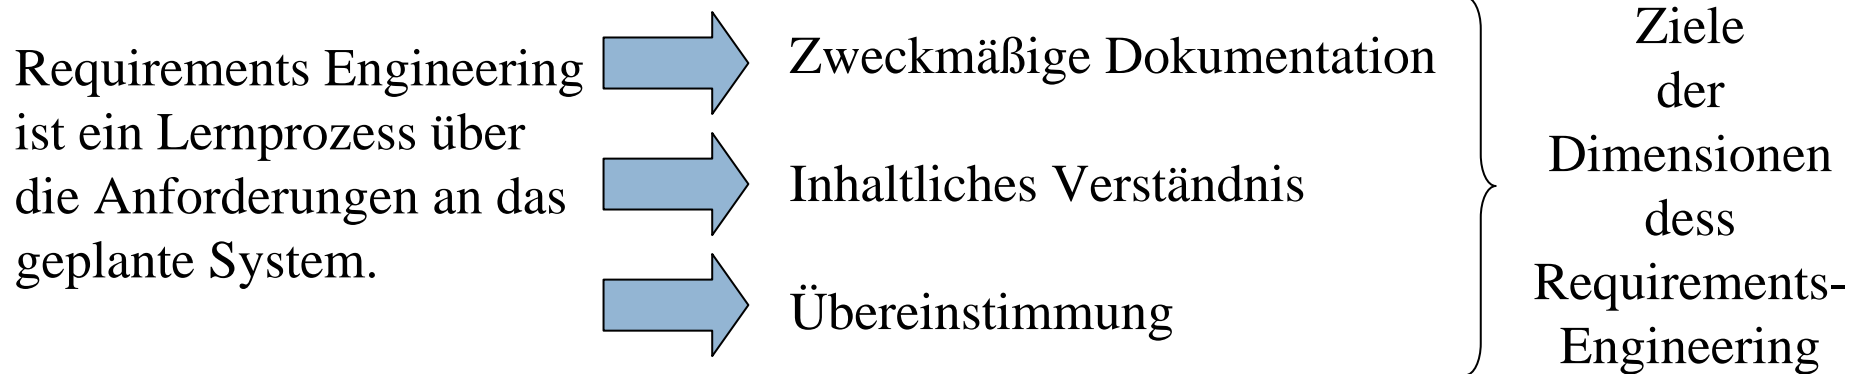 Requirements Engineering
ist ein Lernprozess über
die Anforderungen an das
geplante System.
Zweckmäßige Dokumentation
Inhaltliches Verständnis
Übereinstimmung
Ziele
der
Dimensionen
dess
Requirements-
Engineering